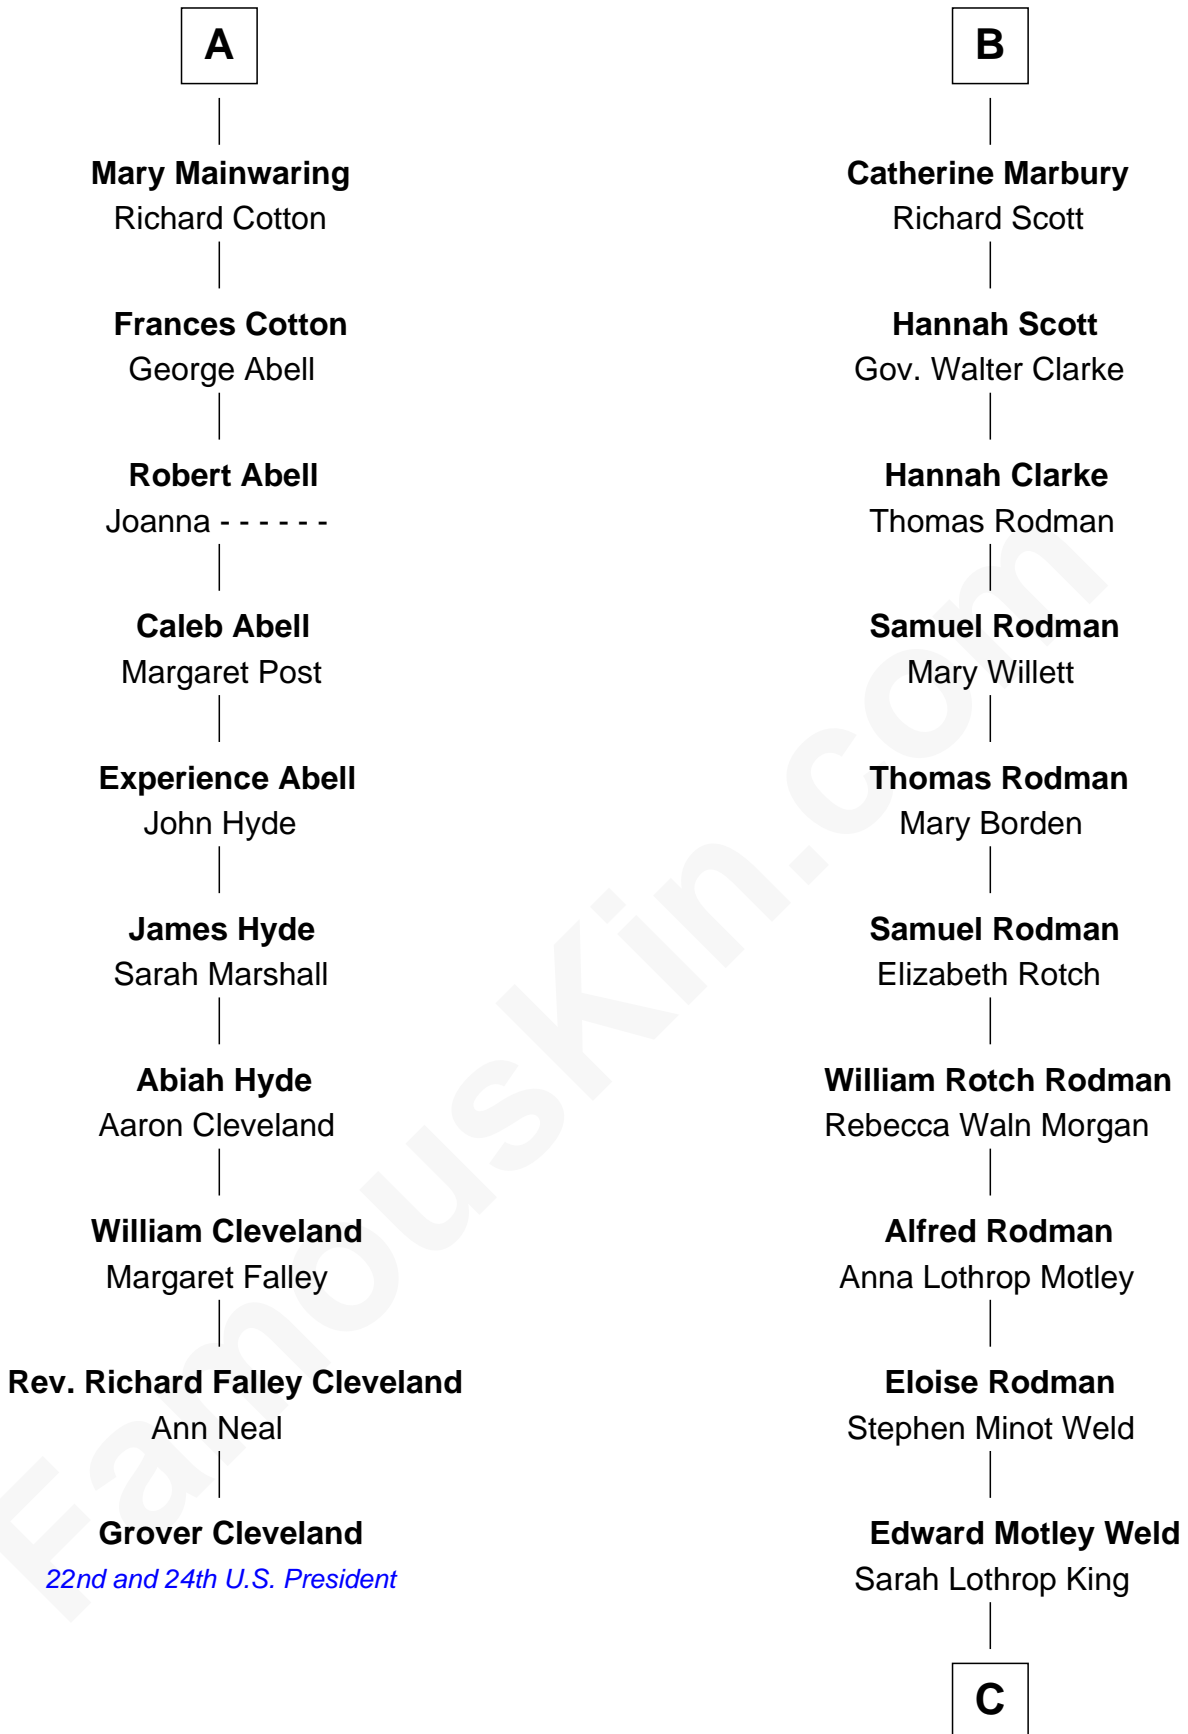 A
Mary Mainwaring
Richard Cotton
Frances Cotton
George Abell
Robert Abell
Joanna - - - - - -
Caleb Abell
Margaret Post
Experience Abell
John Hyde
James Hyde
Sarah Marshall
Abiah Hyde
Aaron Cleveland
William Cleveland
Margaret Falley
Rev. Richard Falley Cleveland
Ann Neal
Grover Cleveland
22nd and 24th U.S. President
B
Catherine Marbury
Richard Scott
Hannah Scott
Gov. Walter Clarke
Hannah Clarke
Thomas Rodman
Samuel Rodman
Mary Willett
Thomas Rodman
Mary Borden
Samuel Rodman
Elizabeth Rotch
William Rotch Rodman
Rebecca Waln Morgan
Alfred Rodman
Anna Lothrop Motley
Eloise Rodman
Stephen Minot Weld
Edward Motley Weld
Sarah Lothrop King
C
FamousKin.com